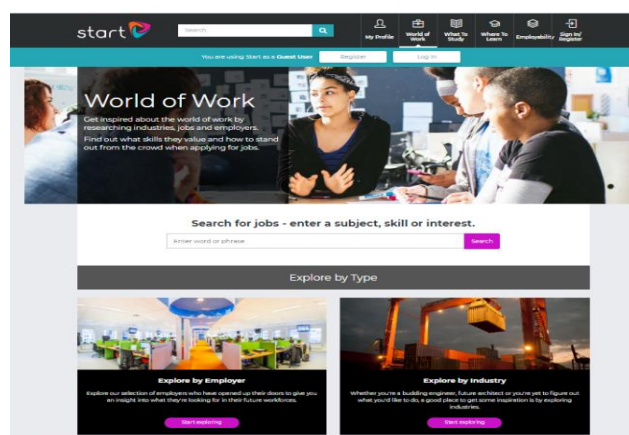 start
Search
My Profile
World of
Work
What To
Study
Where To
Learn
Employability
Sign In/
Register
You are using Start as a Guest User
Register
Log In
World of Work
Get inspired about the world of work by
researching industries, jobs and employers.
Find out what skills they value and how to stand
out from the crowd when applying for jobs.
Search for jobs - enter a subject, skill or interest.
Enter word or phrase
Search
Explore by Type
Explore by Employer
Explore our selection of employers who have opened up their doors to give you
an insight into what they're looking for in their future workforces.
Start exploring
Explore by Industry
Whether you're a budding engineer, future architect or you're yet to figure out
what you'd like to do, a good place to get some inspiration is by exploring
industries.
Start exploring